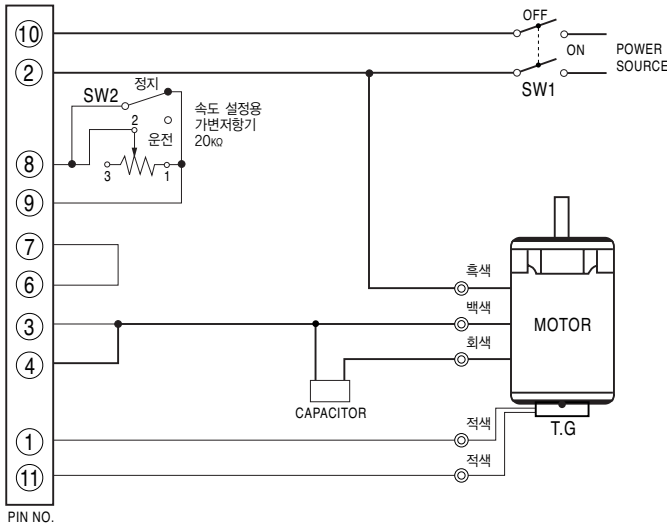 OFF
⑩
ON
POWER
SOURCE
②
SW1
정지
SW2
속도 설정용
가변저항기
20KΩ
2
운전
⑧
3
1
⑨
⑦
흑색
⑥
백색
③
MOTOR
회색
④
CAPACITOR
적색
T.G
①
적색
⑪
PIN NO.